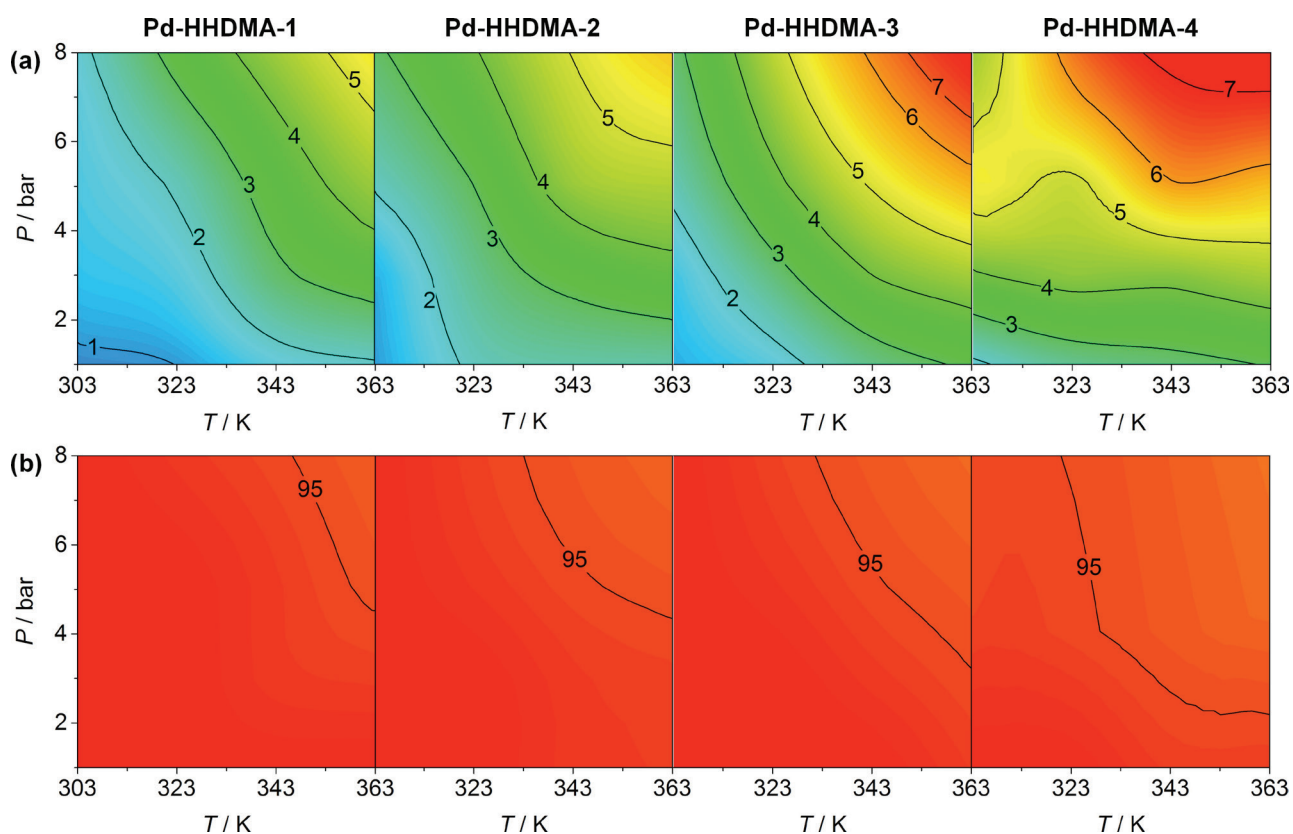 Pd-HHDMA-1 Pd-HHDMA-2 Pd-HHDMA-3 Pd-HHDMA-4
(a)
P / bar
8
6
4
2
1 2 3 4 5
2 3 4 5
2 3 4 5 6 7
3 4 5 6 7
303 323 343 363 323 343 363 323 343 363 323 343 363
T / K T / K T / K T / K
(b)
P / bar
8
6
4
2
95 95 95 95
303 323 343 363 323 343 363 323 343 363 323 343 363
T / K T / K T / K T / K